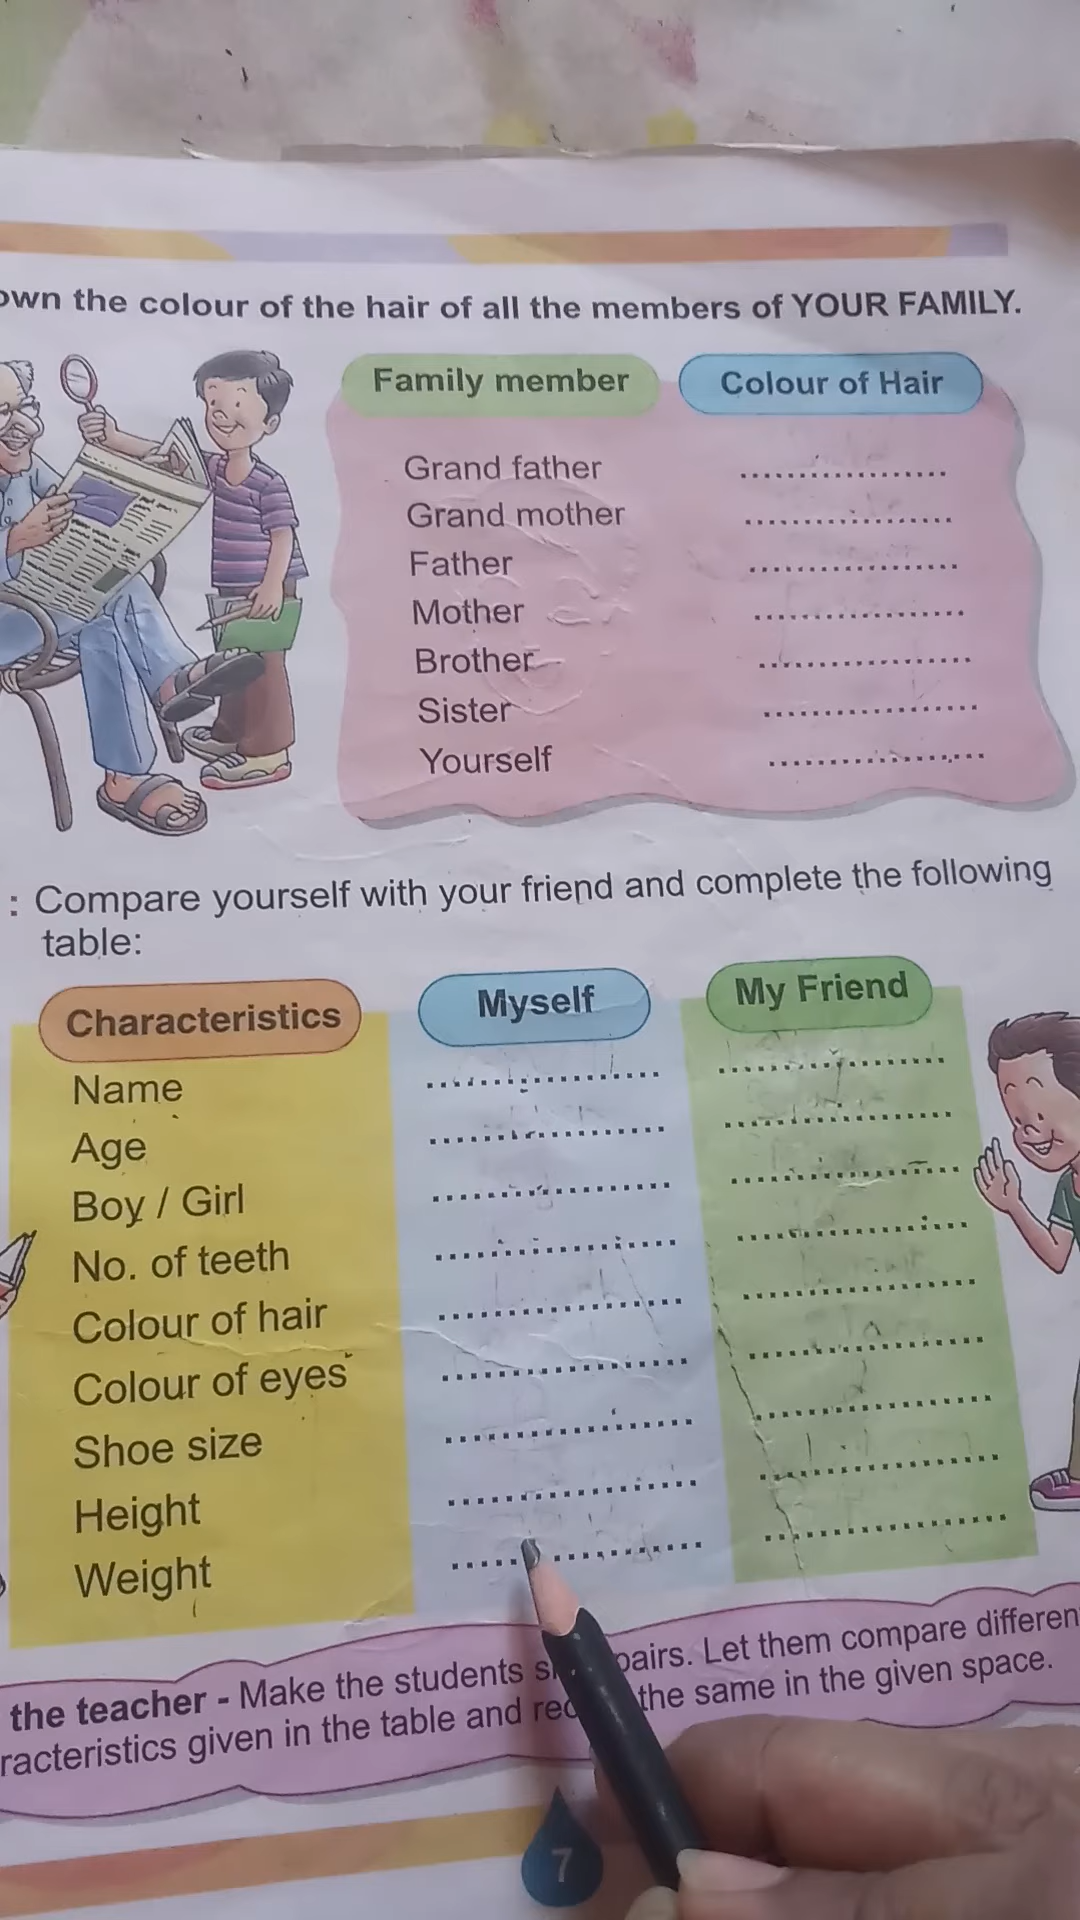 the colour of the hair of all the members of YOUR FAMILY.
Family member
Colour of Hair
Grand father
Grand mother
Father
Mother
Brother
Sister
Yourself
: Compare yourself with your friend and complete the following
table:
Characteristics
Myself
My Friend
Name
Age
Boy / Girl
No. of teeth
Colour of hair
Colour of eyes
Shoe size
Height
Weight
the teacher - Make the students pairs. Let them compare
given in the table and the same in the given space.
7